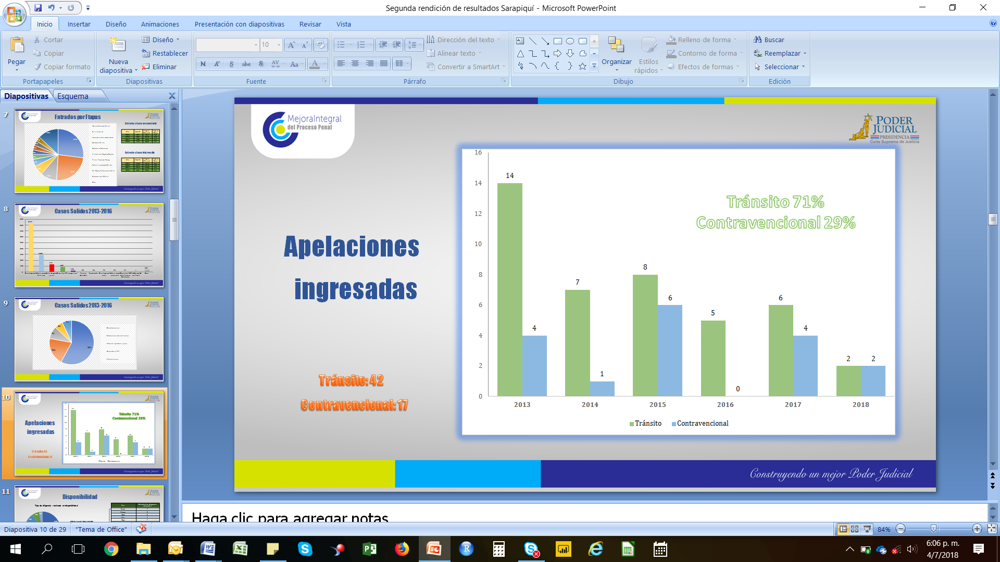 Segunda rendición de resultados Sarapiquí - Microsoft PowerPoint
Inicio
Insertar
Diseño
Animaciones
Presentación con diapositivas
Revisar
Vista
Pegar
Cortar
Copiar
Copiar formato
Portapapeles
Nueva diapositiva
Diseño
Restablecer
Eliminar
Diapositivas
10
Fuente
Dirección del texto
Alinear texto
Convertir a SmartArt
Párrafo
Organizar
Estilos rápidos
Relleno de forma
Contorno de forma
Efectos de formas
Dibujo
Buscar
Reemplazar
Seleccionar
Edición
Diapositivas
Esquema
7
Entrados por Etapas
8
Casos Salidos 2013-2016
9
Casos Salidos 2013-2016
10
Apelaciones
ingresadas
Tránsito 71%
Contravencional 29%
11
Disponibilidad
MejoraIntegral
del Proceso Penal
PODER
JUDICIAL
PRESIDENCIA
Corte Suprema de Justicia
Apelaciones
ingresadas
Tránsito: 42
Contravencional: 17
Tránsito 71%
Contravencional 29%
16
14
12
10
8
6
4
2
0
14
4
7
1
8
6
5
0
6
4
2
2
2013
2014
2015
2016
2017
2018
Tránsito
Contravencional
Construyendo un mejor Poder Judicial
Haga clic para agregar notas
Diapositiva 10 de 29
"Tema de Office"
84%
6:06 p. m.
4/7/2018